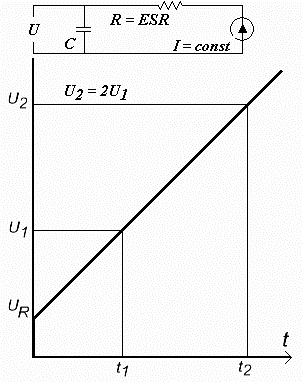 U
C
R = ESR
I = const
U2
U2 = 2U1
U1
UR
t1
t2
t